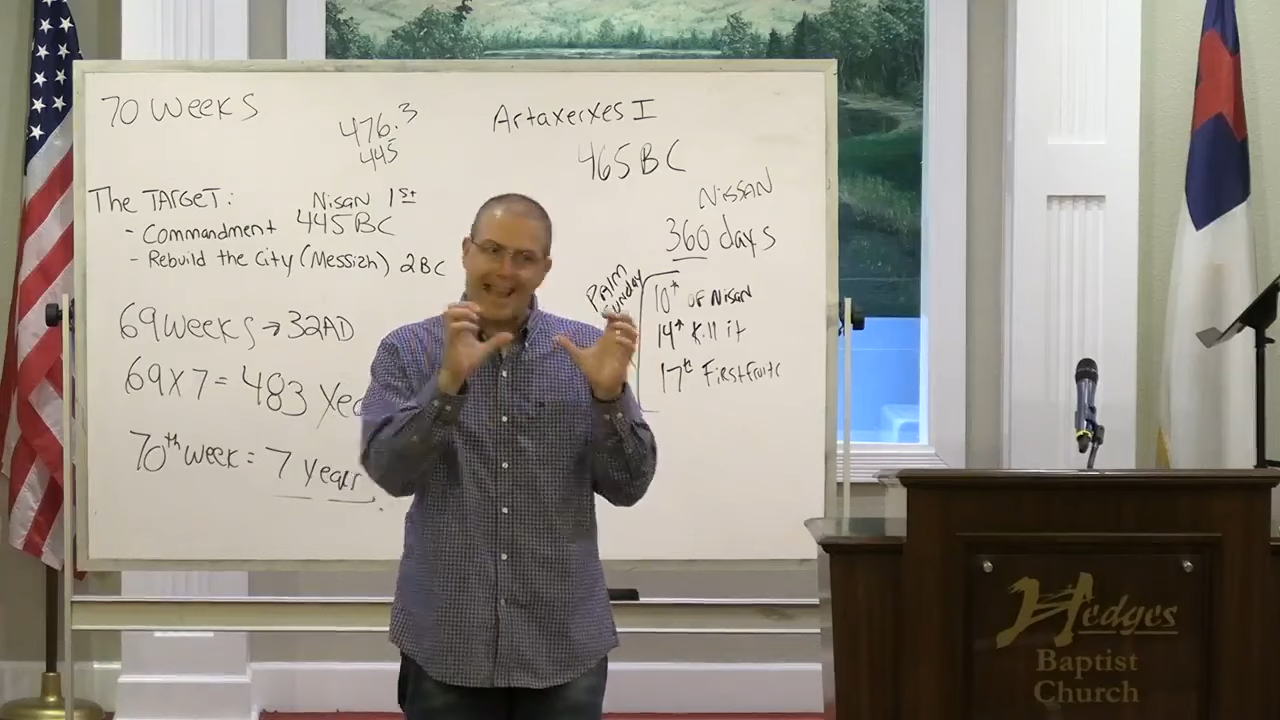 70 Weeks
476.3
445
Artaxerxes I
465 BC
The TARGET:
Nisan 1st
- Commandment 445 BC
- Rebuild the City (Messiah) 2 BC
69 weeks → 32 AD
69 x 7 = 483
70th week = 7 years
NISSAN
360 days
PALM
Sunday
10th of Nisan
14th Kill it
17th Firstfruits
Hedges
Baptist
Church